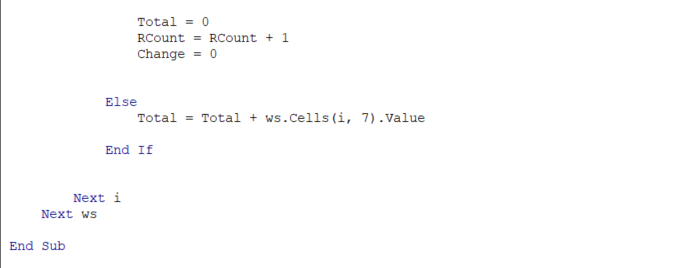 Total = 0
RCount = RCount + 1
Change = 0
Else
Total = Total + ws.Cells(i, 7).Value
End If
Next i
Next ws
End Sub